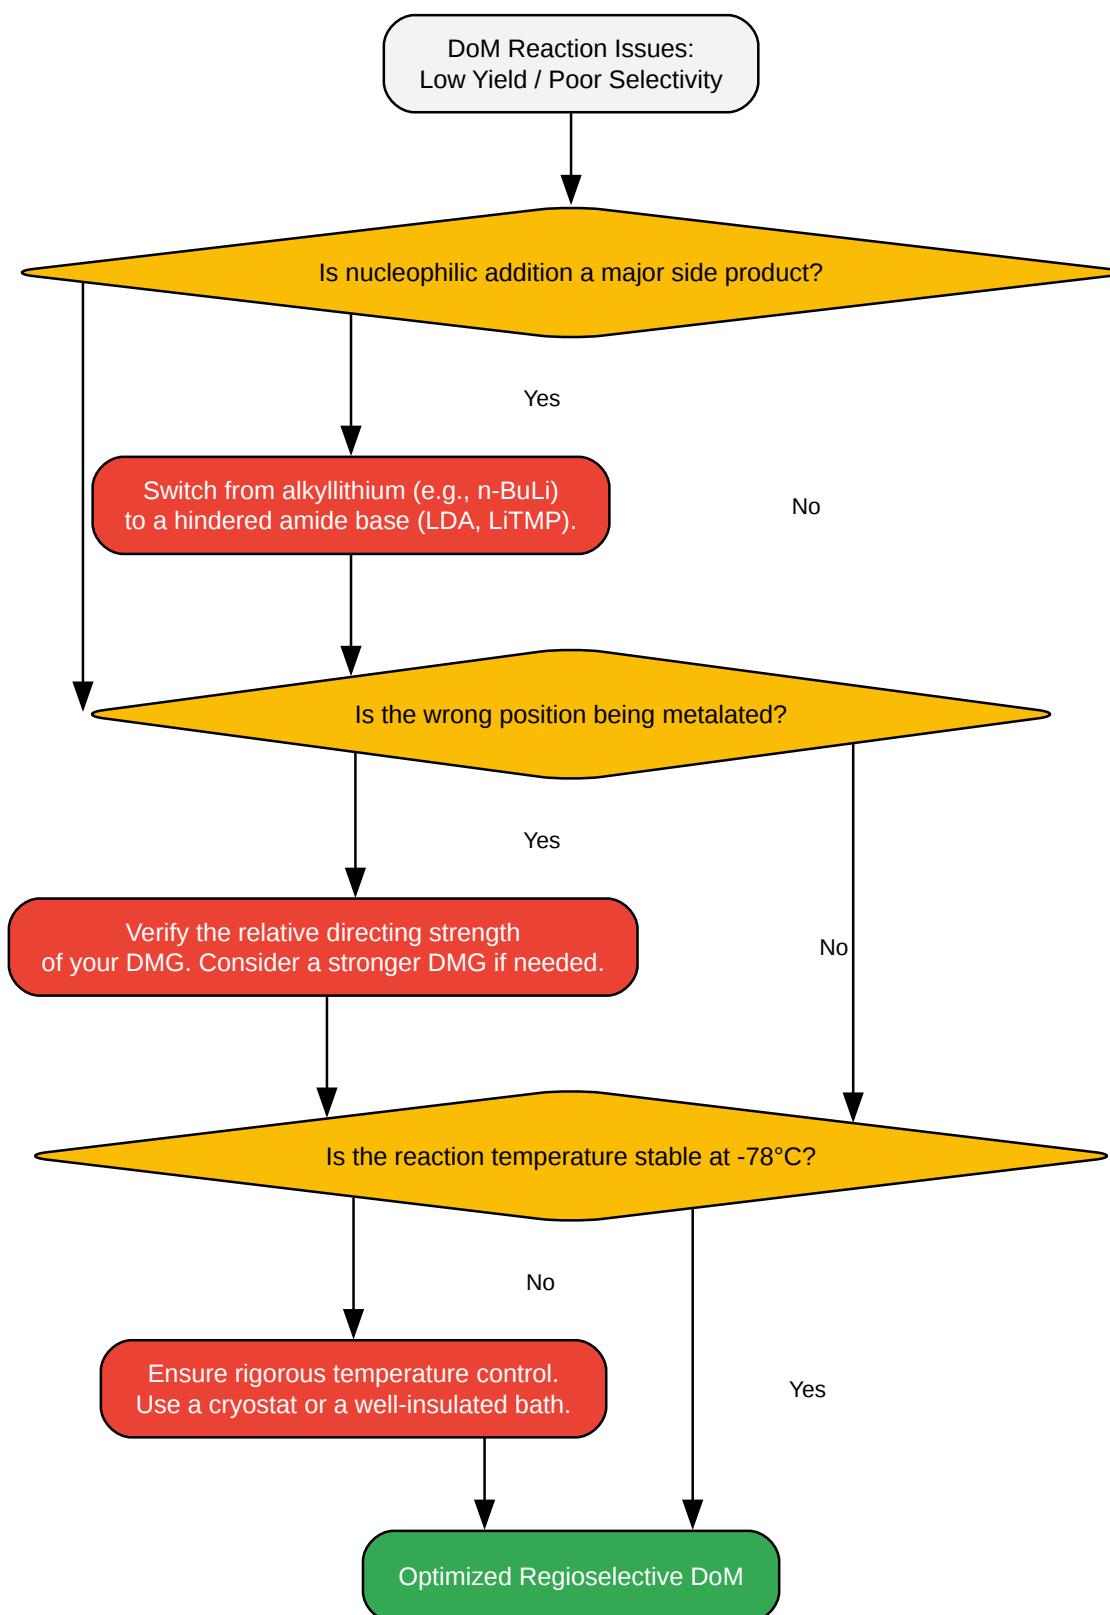 DoM Reaction Issues:
Low Yield / Poor Selectivity
Is nucleophilic addition a major side product?
Yes
Switch from alkyllithium (e.g., n-BuLi)
to a hindered amide base (LDA, LiTMP).
No
Is the wrong position being metalated?
Yes
Verify the relative directing strength
of your DMG. Consider a stronger DMG if needed.
No
Is the reaction temperature stable at -78°C?
No
Ensure rigorous temperature control.
Use a cryostat or a well-insulated bath.
Yes
Optimized Regioselective DoM